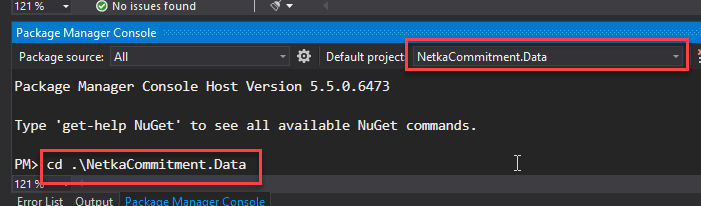 121 %
No issues found
Package Manager Console
Package source: All
Default project: NetkaCommitment.Data
Package Manager Console Host Version 5.5.0.6473
Type 'get-help NuGet' to see all available NuGet commands.
PM> cd .\NetkaCommitment.Data
121 %
Error List Output Package Manager Console